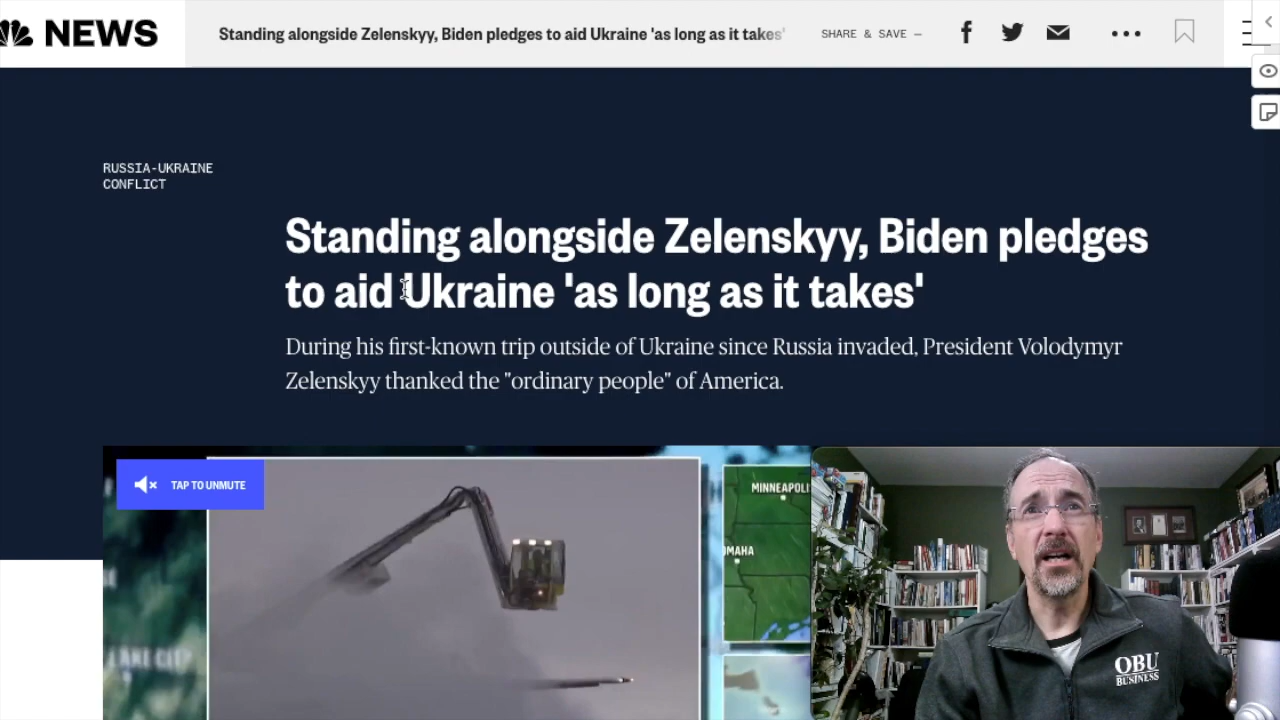 NEWS
Standing alongside Zelenskyy, Biden pledges to aid Ukraine 'as long as it takes'
SHARE & SAVE —
RUSSIA-UKRAINE
CONFLICT
Standing alongside Zelenskyy, Biden pledges
to aid Ukraine 'as long as it takes'
During his first-known trip outside of Ukraine since Russia invaded, President Volodymyr
Zelenskyy thanked the "ordinary people" of America.
TAP TO UNMUTE
MINNEAPOLI
OMAHA
LAKE CITY
OBU
BUSINESS